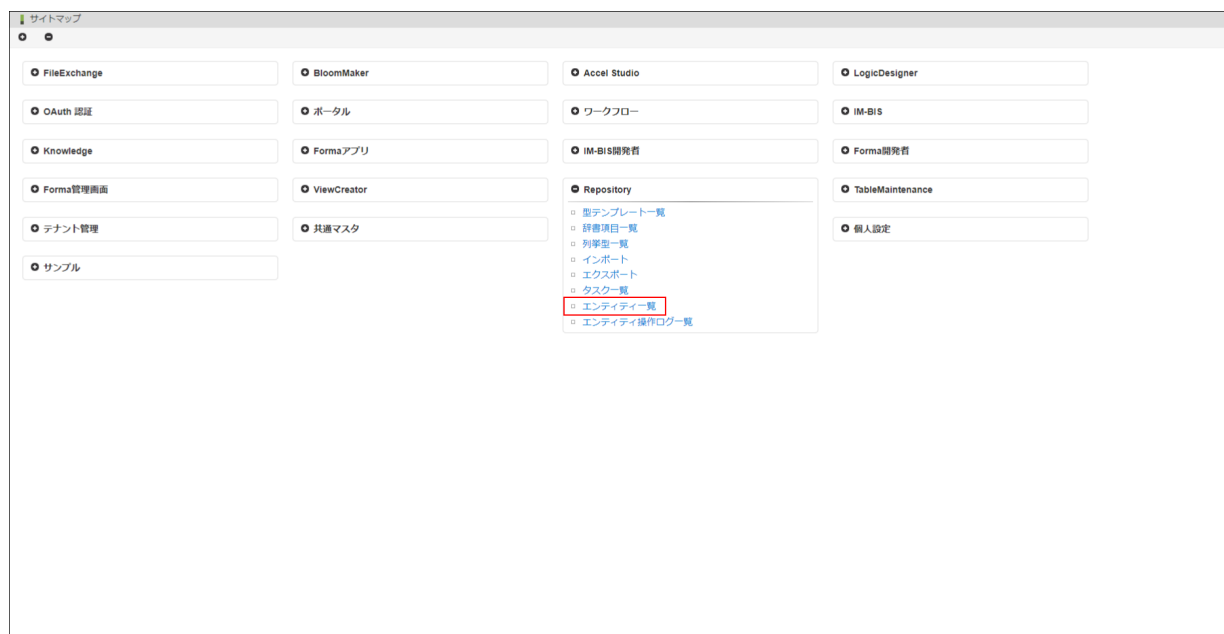 サイトマップ
FileExchange
BloomMaker
Accel Studio
LogicDesigner
OAuth 認証
ポータル
ワークフロー
IM-BIS
Knowledge
Formaアプリ
IM-BIS開発者
Forma開発者
Forma管理画面
ViewCreator
Repository
TableMaintenance
型テンプレート一覧
辞書項目一覧
列挙型一覧
インポート
エクスポート
タスク一覧
エンティティ一覧
エンティティ操作ログ一覧
テナント管理
共通マスタ
個人設定
サンプル